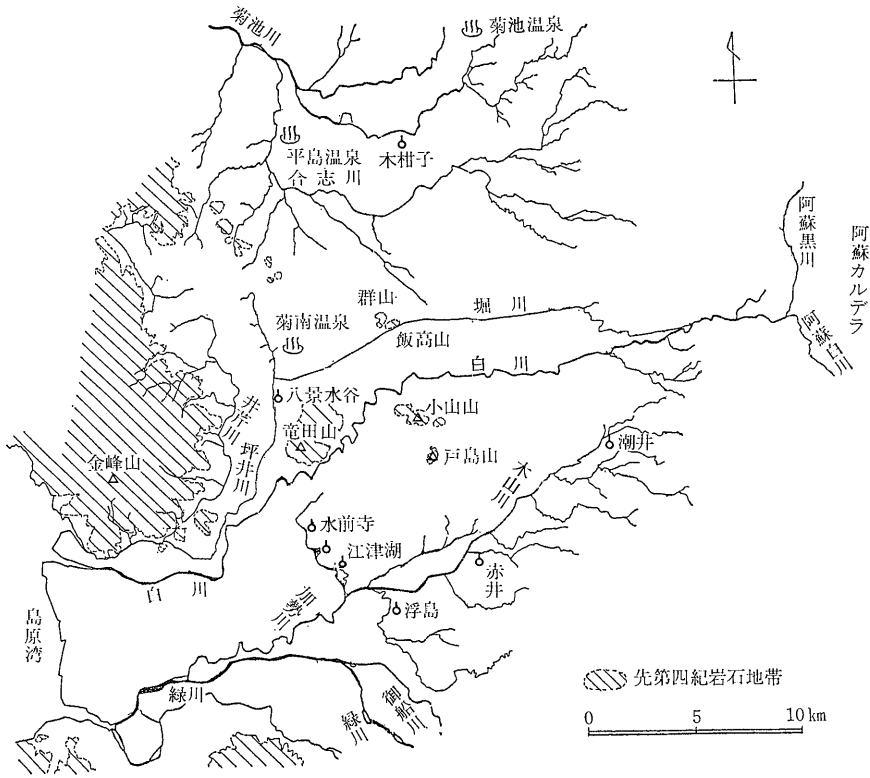 菊池川
菊池温泉
平島温泉
合志川
木柑子
阿蘇黒川
阿蘇カルデラ
阿蘇白川
群山
堀川
菊南温泉
飯高山
白川
八景水谷
小山山
井芹川
坪井川
竜田山
潮井
戸島山
金峰山
木山川
水前寺
江津湖
赤井
白川
加勢川
浮島
島原湾
緑川
御船川
緑川
先第四紀岩石地帯
0 5 10km